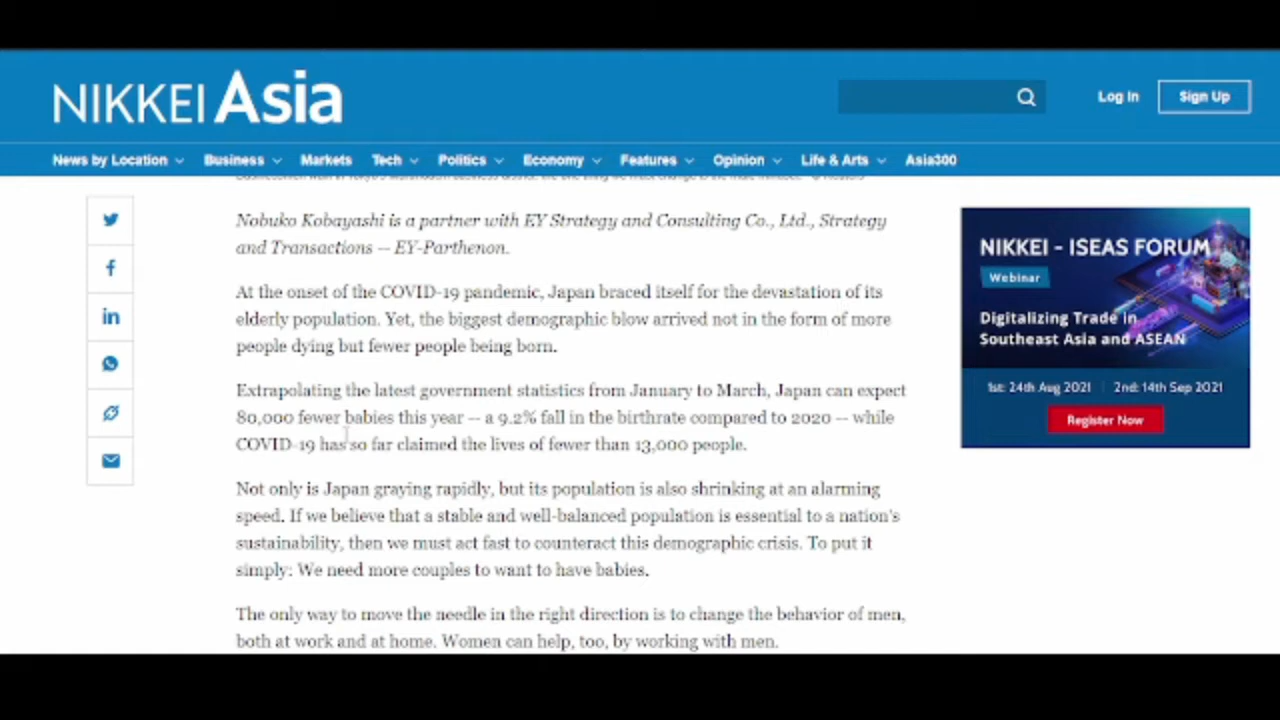 NIKKEI Asia
Log In
Sign Up
News by Location
Business
Markets
Tech
Politics
Economy
Features
Opinion
Life & Arts
Asia300
Nobuko Kobayashi is a partner with EY Strategy and Consulting Co., Ltd., Strategy
and Transactions -- EY-Parthenon.
At the onset of the COVID-19 pandemic, Japan braced itself for the devastation of its
elderly population. Yet, the biggest demographic blow arrived not in the form of more
people dying but fewer people being born.
Extrapolating the latest government statistics from January to March, Japan can expect
80,000 fewer babies this year -- a 9.2% fall in the birthrate compared to 2020 -- while
COVID-19 has so far claimed the lives of fewer than 13,000 people.
Not only is Japan graying rapidly, but its population is also shrinking at an alarming
speed. If we believe that a stable and well-balanced population is essential to a nation's
sustainability, then we must act fast to counteract this demographic crisis. To put it
simply: We need more couples to want to have babies.
The only way to move the needle in the right direction is to change the behavior of men,
both at work and at home. Women can help, too, by working with men.
in
NIKKEI - ISEAS FORUM
Webinar
Digitalizing Trade in
Southeast Asia and ASEAN
1st: 24th Aug 2021 | 2nd: 14th Sep 2021
Register Now